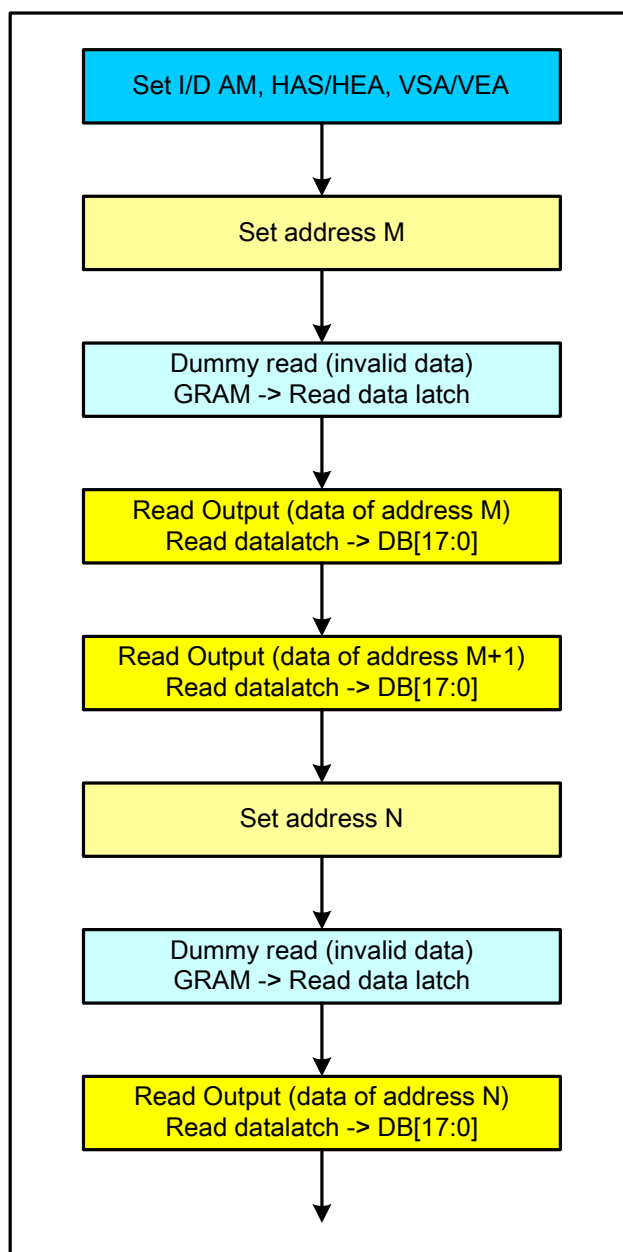 Set I/D AM, HAS/HEA, VSA/VEA
Set address M
Dummy read (invalid data)
GRAM -> Read data latch
Read Output (data of address M)
Read datalatch -> DB[17:0]
Read Output (data of address M+1)
Read datalatch -> DB[17:0]
Set address N
Dummy read (invalid data)
GRAM -> Read data latch
Read Output (data of address N)
Read datalatch -> DB[17:0]